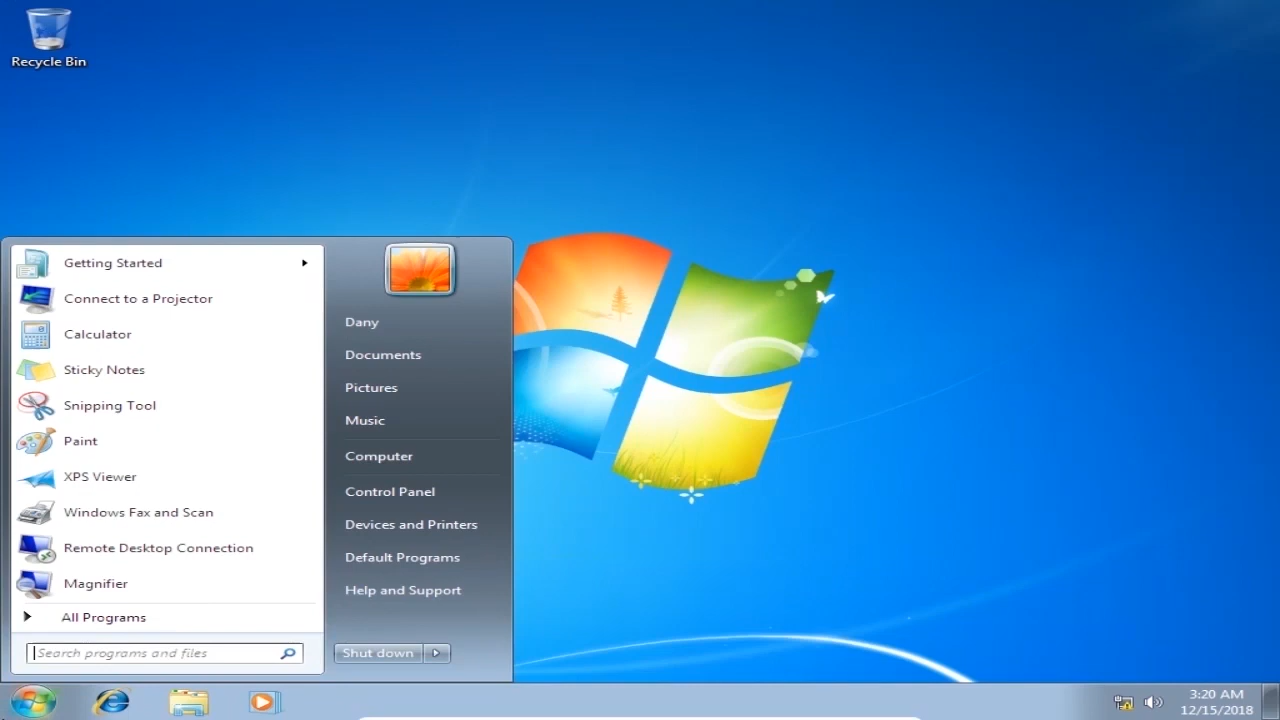 Recycle Bin
Getting Started
Connect to a Projector
Calculator
Sticky Notes
Snipping Tool
Paint
XPS Viewer
Windows Fax and Scan
Remote Desktop Connection
Magnifier
All Programs
Search programs and files
Dany
Documents
Pictures
Music
Computer
Control Panel
Devices and Printers
Default Programs
Help and Support
Shut down
3:20 AM
12/15/2018